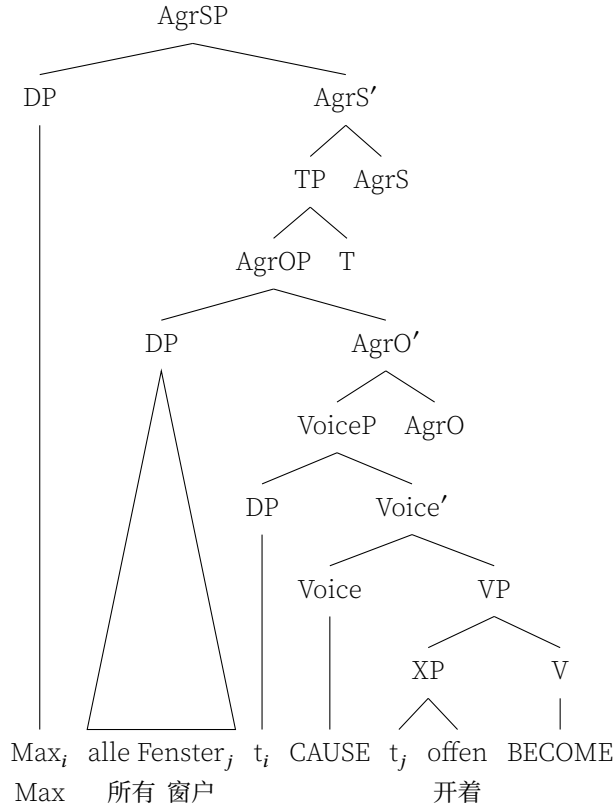 AgrSP
DP AgrS′
TP AgrS
AgrOP T
DP AgrO′
VoiceP AgrO
DP Voice′
Voice VP
XP V
Maxᵢ alle Fensterⱼ tᵢ CAUSE tⱼ offen BECOME
Max 所有 窗户 开着